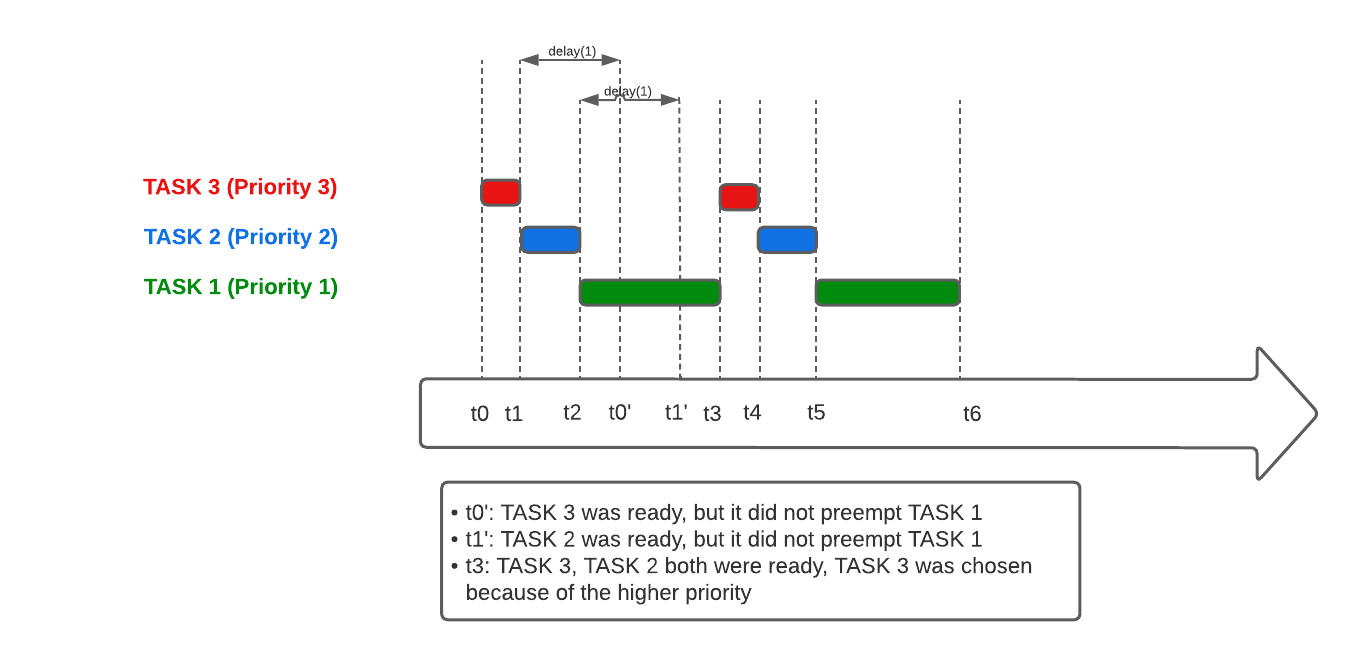 delay(1)
delay(1)
TASK 3 (Priority 3)
TASK 2 (Priority 2)
TASK 1 (Priority 1)
t0 t1 t2 t0' t1' t3 t4 t5 t6
• t0': TASK 3 was ready, but it did not preempt TASK 1
• t1': TASK 2 was ready, but it did not preempt TASK 1
• t3: TASK 3, TASK 2 both were ready, TASK 3 was chosen
because of the higher priority